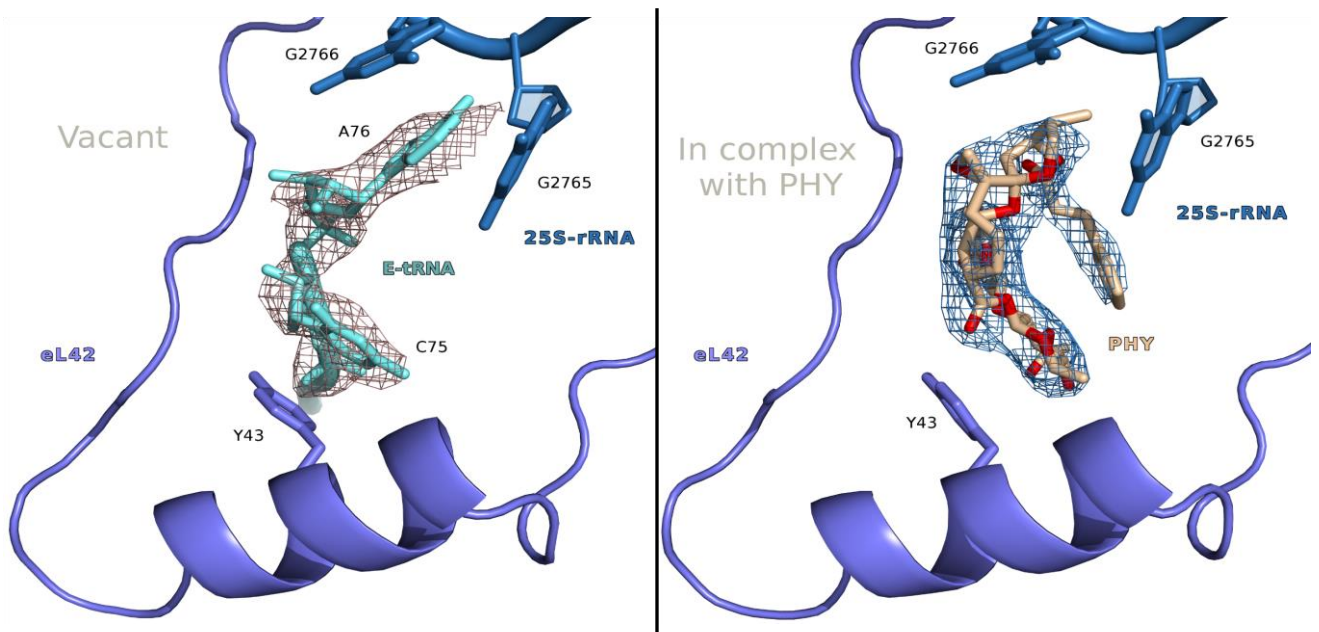 G2766
Vacant
A76
G2765
25S-rRNA
E-tRNA
eL42
C75
Y43
G2766
In complex
with PHY
G2765
25S-rRNA
eL42
PHY
Y43